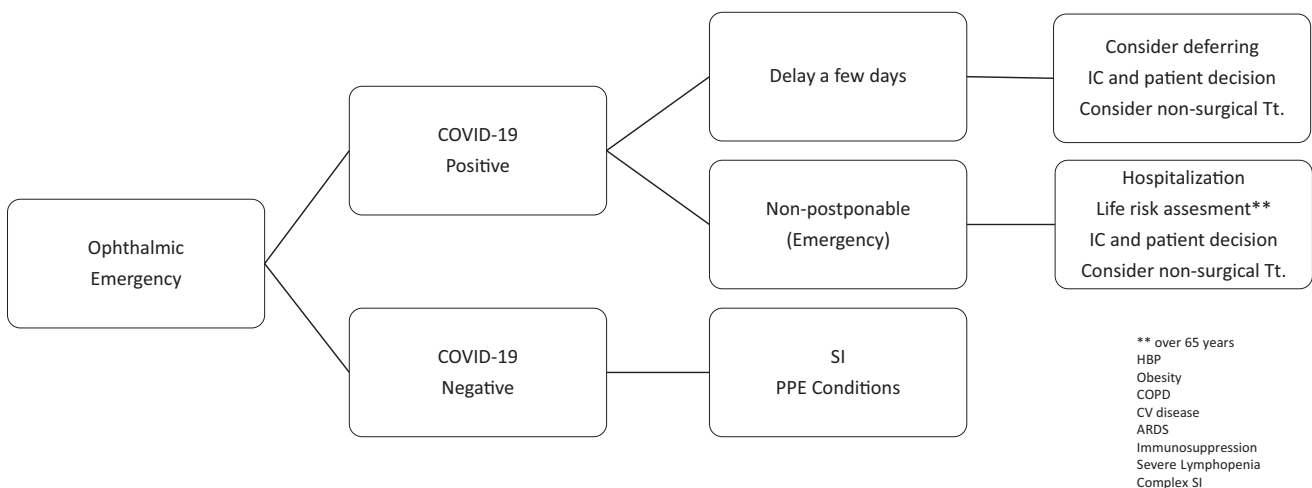 Ophthalmic
Emergency
COVID-19
Positive
COVID-19
Negative
Delay a few days
Non-postponable
(Emergency)
SI
PPE Conditions
Consider deferring
IC and patient decision
Consider non-surgical Tt.
Hospitalization
Life risk assesment**
IC and patient decision
Consider non-surgical Tt.
** over 65 years
HBP
Obesity
COPD
CV disease
ARDS
Immunosuppression
Severe Lymphopenia
Complex SI